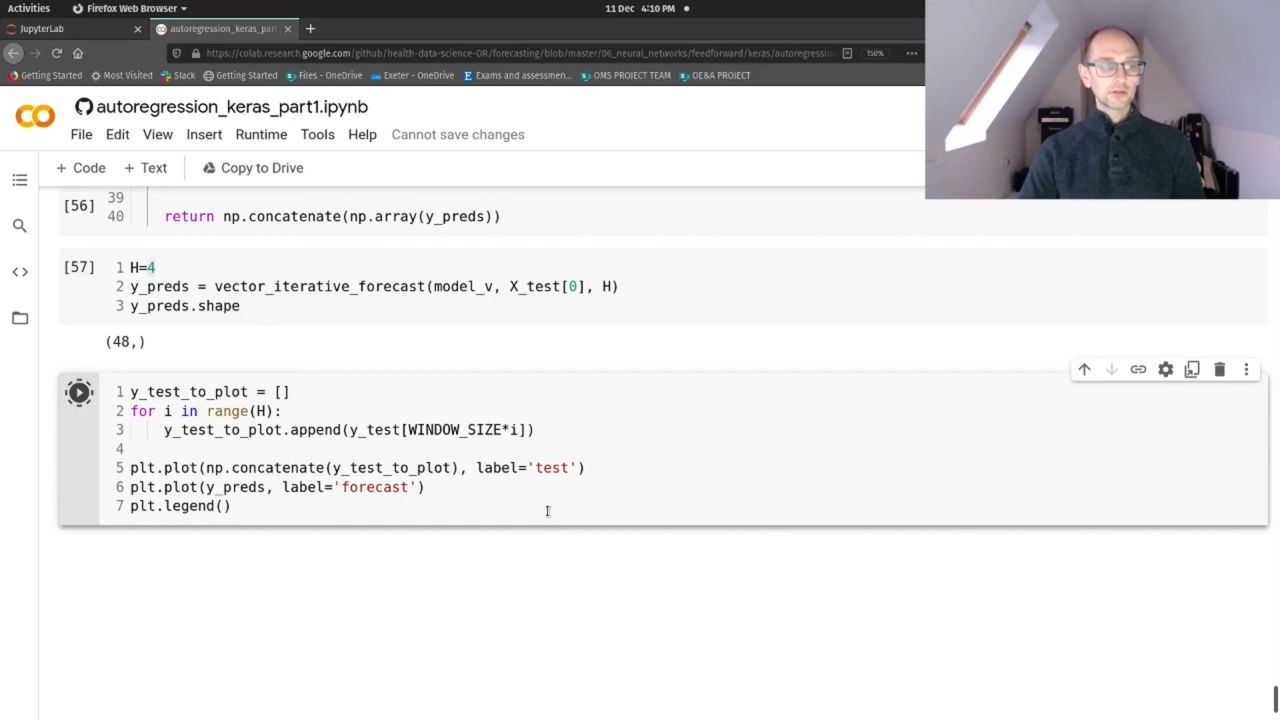 Activities
Firefox Web Browser
11 Dec 4:10 PM
JupyterLab
autoregression_keras_part
https://colab.research.google.com/github/health-data-science-OR/forecasting/blob/master/06_neural_networks/feedforward/keras/autoregressio
150%
Getting Started
Most Visited
Slack
Getting Started
Files - OneDrive
Exeter - OneDrive
Exams and assessmen...
OMS PROJECT TEAM
OE&A PROJECT
autoregression_keras_part1.ipynb
File Edit View Insert Runtime Tools Help Cannot save changes
+ Code + Text Copy to Drive
39
[56] 40 return np.concatenate(np.array(y_preds))
[57] 1 H=4
2 y_preds = vector_iterative_forecast(model_v, X_test[0], H)
3 y_preds.shape
(48,)
1 y_test_to_plot = []
2 for i in range(H):
3 y_test_to_plot.append(y_test[WINDOW_SIZE*i])
4
5 plt.plot(np.concatenate(y_test_to_plot), label='test')
6 plt.plot(y_preds, label='forecast')
7 plt.legend()